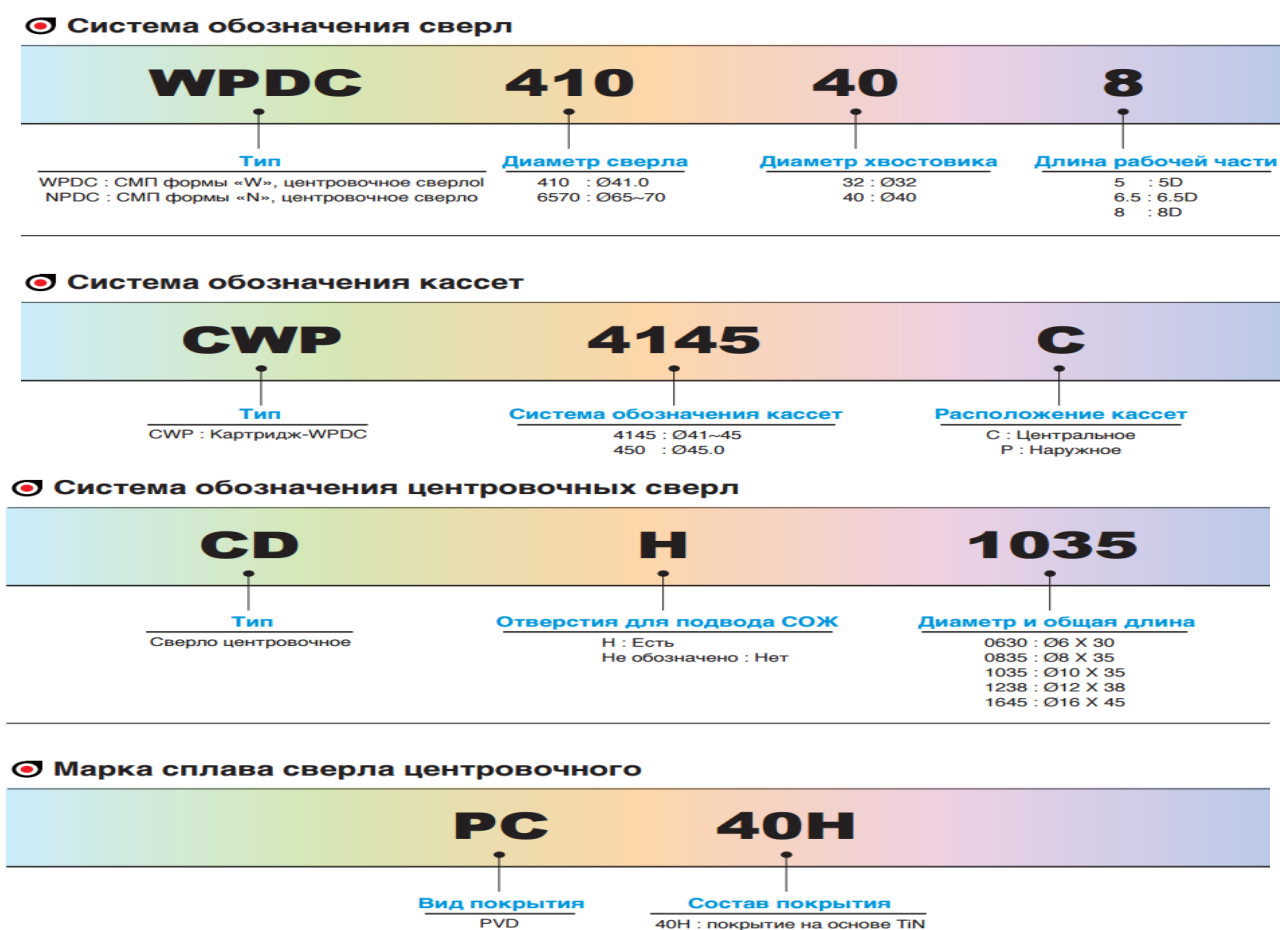 Система обозначения сверл
WPDC 410 40 8
Тип Диаметр сверла Диаметр хвостовика Длина рабочей части
WPDC : СМП формы «W», центровочное сверлоl 410 : Ø41.0 32 : Ø32 5 : 5D
NPDC : СМП формы «N», центровочное сверло 6570 : Ø65~70 40 : Ø40 6.5 : 6.5D
8 : 8D
Система обозначения кассет
CWP 4145 C
Тип Система обозначения кассет Расположение кассет
CWP : Картридж-WPDC 4145 : Ø41~45 C : Центральное
450 : Ø45.0 P : Наружное
Система обозначения центровочных сверл
CD H 1035
Тип Отверстия для подвода СОЖ Диаметр и общая длина
Сверло центровочное H : Есть 0630 : Ø6 X 30
Не обозначено : Нет 0835 : Ø8 X 35
1035 : Ø10 X 35
1238 : Ø12 X 38
1645 : Ø16 X 45
Марка сплава сверла центровочного
PC 40H
Вид покрытия Состав покрытия
PVD 40H : покрытие на основе TiN